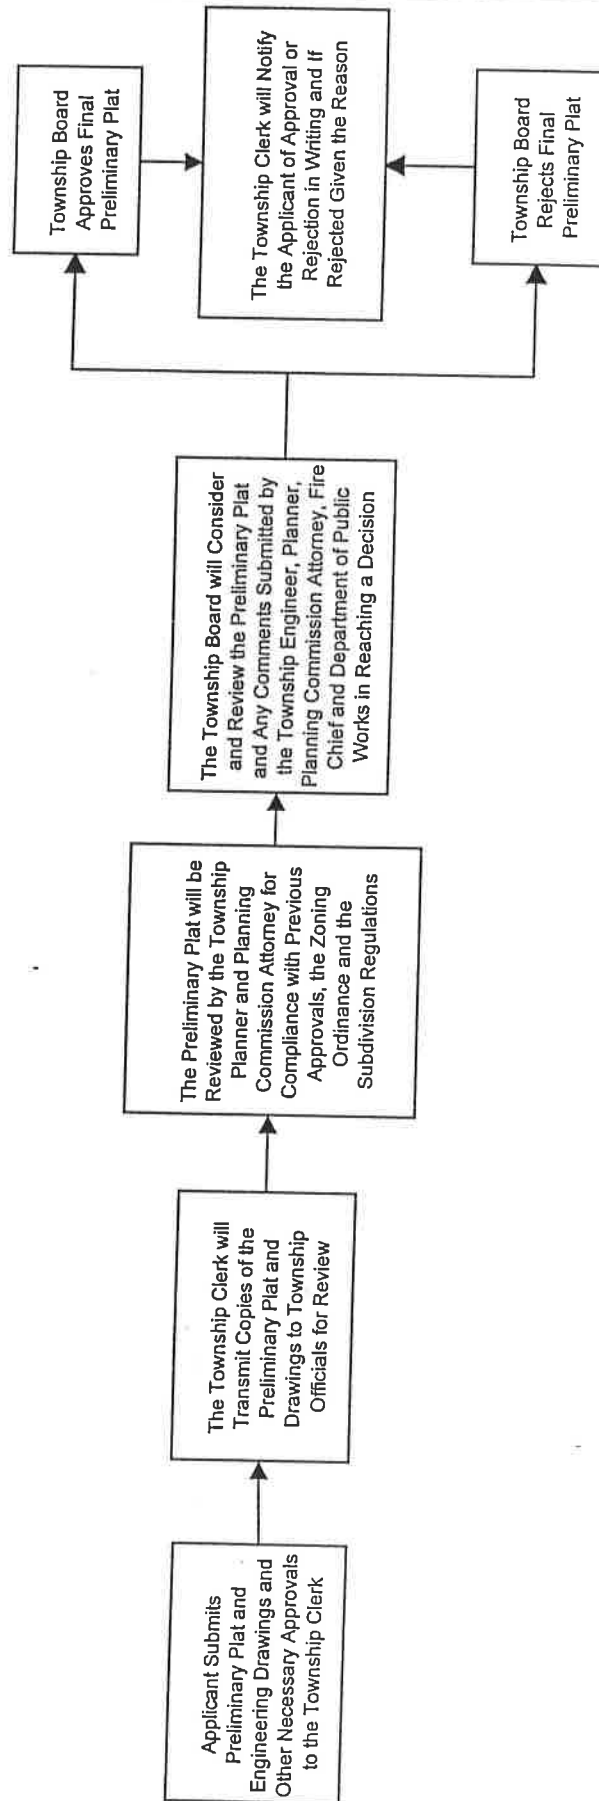 Applicant Submits
Preliminary Plat and
Engineering Drawings and
Other Necessary Approvals
to the Township Clerk
The Township Clerk will
Transmit Copies of the
Preliminary Plat and
Drawings to Township
Officials for Review
The Preliminary Plat will be
Reviewed by the Township
Planner and Planning
Commission Attorney for
Compliance with Previous
Approvals, the Zoning
Ordinance and the
Subdivision Regulations
The Township Board will Consider
and Review the Preliminary Plat
and Any Comments Submitted by
the Township Engineer, Planner,
Planning Commission Attorney, Fire
Chief and Department of Public
Works in Reaching a Decision
Township Board
Approves Final
Preliminary Plat
The Township Clerk will Notify
the Applicant of Approval or
Rejection in Writing and If
Rejected Given the Reason
Township Board
Rejects Final
Preliminary Plat